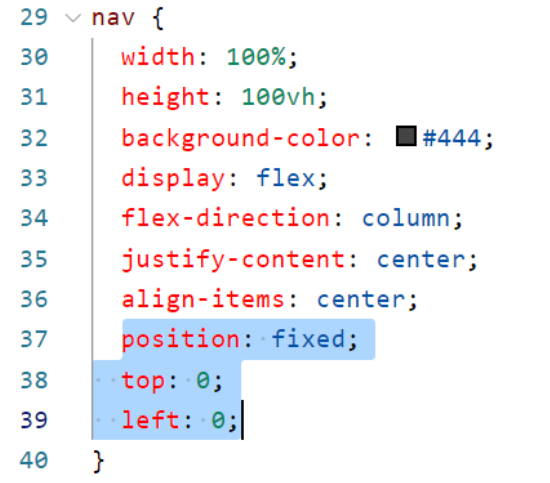 29 nav {
30 width: 100%;
31 height: 100vh;
32 background-color: #444;
33 display: flex;
34 flex-direction: column;
35 justify-content: center;
36 align-items: center;
37 position: fixed;
38 top: 0;
39 left: 0;
40 }